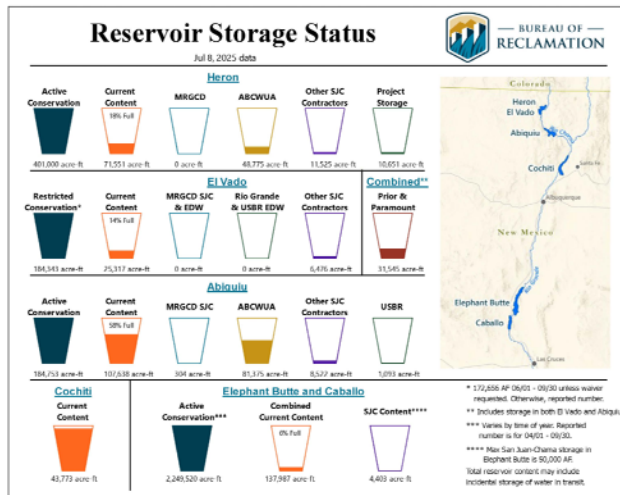 Reservoir Storage Status
Jul 8, 2025 data
BUREAU OF
RECLAMATION
Heron
Active Conservation
Current Content
MRGCD
ABCWUA
Other SJC Contractors
Project Storage
18% Full
401,000 acre-ft
71,551 acre-ft
0 acre-ft
48,775 acre-ft
11,525 acre-ft
10,651 acre-ft
El Vado
Combined**
Restricted Conservation*
Current Content
MRGCD SJC & EDW
Rio Grande & USBR EDW
Other SJC Contractors
Prior & Paramount
14% Full
184,343 acre-ft
25,317 acre-ft
0 acre-ft
0 acre-ft
6,476 acre-ft
31,545 acre-ft
Abiquiu
Active Conservation
Current Content
MRGCD SJC
ABCWUA
Other SJC Contractors
USBR
58% Full
184,753 acre-ft
107,638 acre-ft
304 acre-ft
81,375 acre-ft
8,522 acre-ft
1,093 acre-ft
Cochiti
Current Content
43,773 acre-ft
Elephant Butte and Caballo
Active Conservation***
Combined Current Content
SJC Content****
6% Full
2,249,520 acre-ft
137,987 acre-ft
4,403 acre-ft
Colorado
Heron
El Vado
Abiquiu
Cochiti
Santa Fe
Albuquerque
New Mexico
Rio Grande
Elephant Butte
Caballo
Las Cruces
* 172,656 AF 06/01 - 09/30 unless waiver
requested. Otherwise, reported number.
** Includes storage in both El Vado and Abiquiu
*** Varies by time of year. Reported
number is for 04/01 - 09/30.
**** Max San Juan-Chama storage in
Elephant Butte is 50,000 AF.
Total reservoir content may include
incidental storage of water in transit.